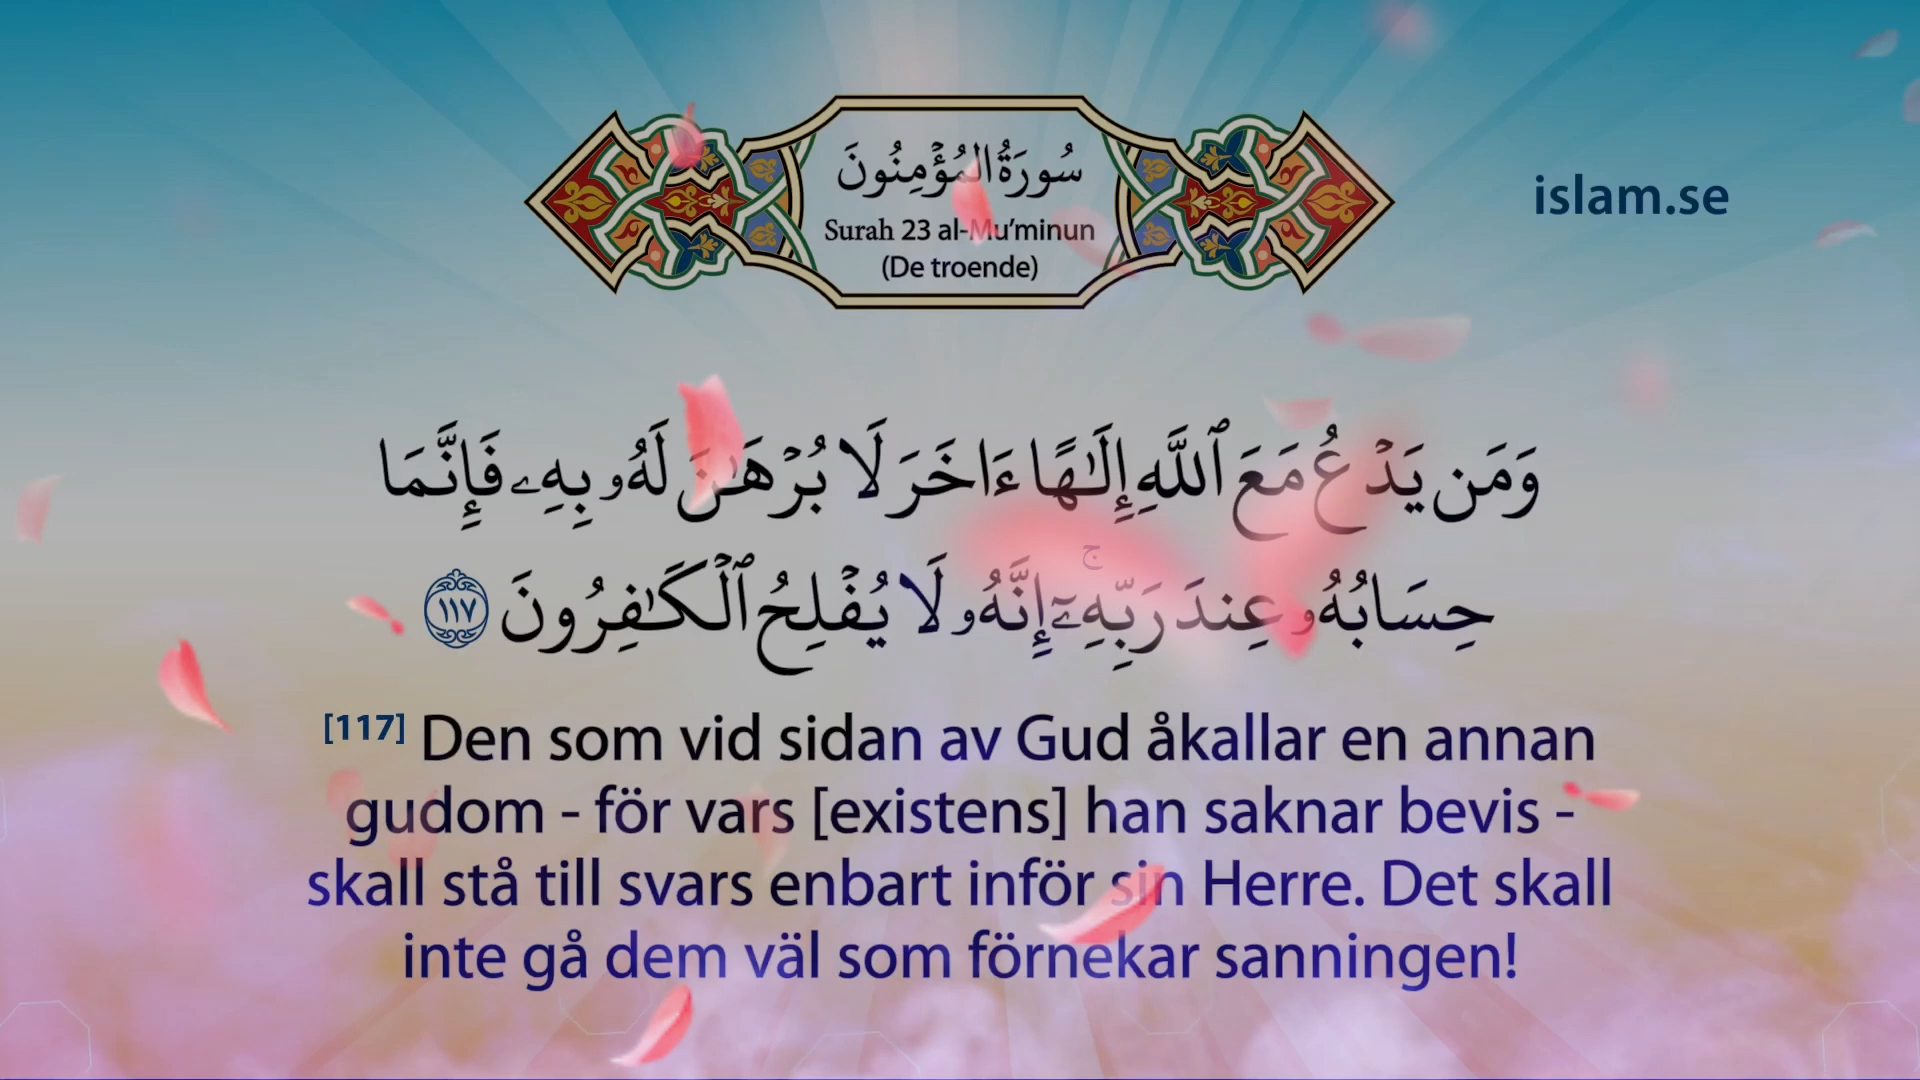 سُورَةُ المُؤْمِنُونَ
Surah 23 al-Mu’minun
(De troende)
islam.se
وَمَن يَدْعُ مَعَ ٱللَّهِ إِلَـٰهًا ءَاخَرَ لَا بُرْهَـٰنَ لَهُۥ بِهِۦ فَإِنَّمَا
حِسَابُهُۥ عِندَ رَبِّهِۦٓ ۚ إِنَّهُۥ لَا يُفْلِحُ ٱلْكَـٰفِرُونَ ١١٧
[117] Den som vid sidan av Gud åkallar en annan
gudom - för vars [existens] han saknar bevis -
skall stå till svars enbart inför sin Herre. Det skall
inte gå dem väl som förnekar sanningen!